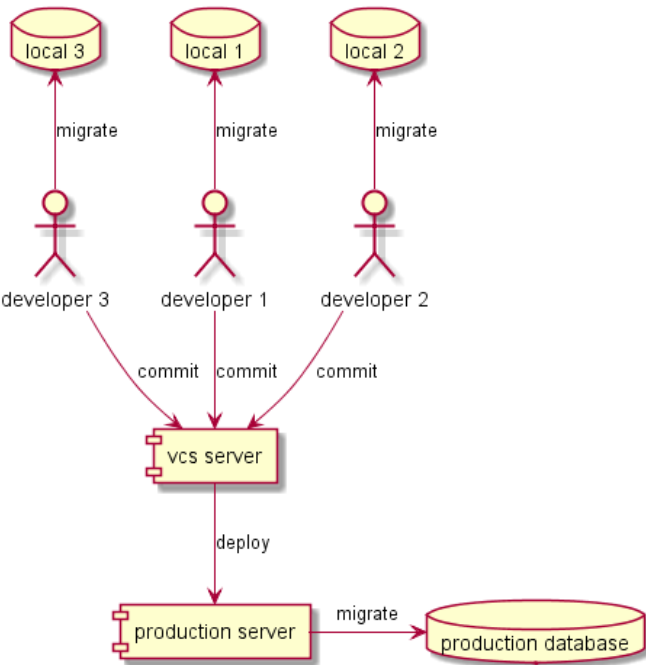 local 3
local 1
local 2
migrate
migrate
migrate
developer 3
developer 1
developer 2
commit
commit
commit
vcs server
deploy
migrate
production server
production database